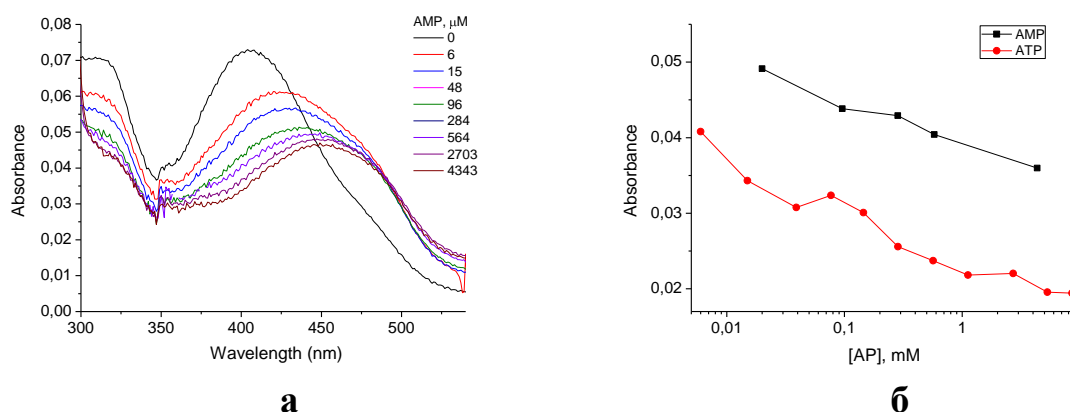 AMP, μM
0
6
15
48
96
284
564
2703
4343
0,08
0,07
0,06
0,05
0,04
0,03
0,02
0,01
0,00
Absorbance
300 350 400 450 500
Wavelength (nm)
а
AMP
ATP
0,05
0,04
0,03
0,02
Absorbance
0,01 0,1 1
[AP], mM
б